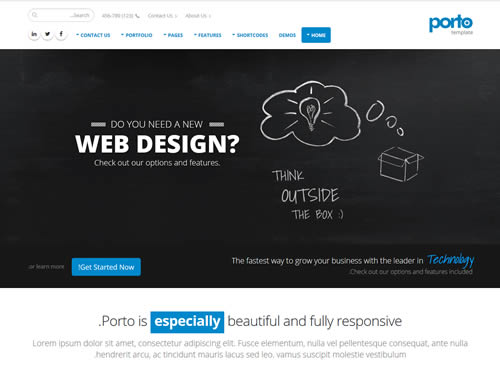 ...Search
456-789 (123) Contact Us About Us
porto
template
CONTACT US PORTFOLIO PAGES FEATURES SHORTCODES DEMOS HOME
DO YOU NEED A NEW
WEB DESIGN?
Check out our options and features.
THINK
OUTSIDE
THE BOX :)
The fastest way to grow your business with the leader in Technology
.Check out our options and features included
.or learn more !Get Started Now
.Porto is especially beautiful and fully responsive
Lorem ipsum dolor sit amet, consectetur adipiscing elit. Fusce elementum, nulla vel pellentesque consequat, ante nulla
.hendrerit arcu, ac tincidunt mauris lacus sed leo. vamus suscipit molestie vestibulum